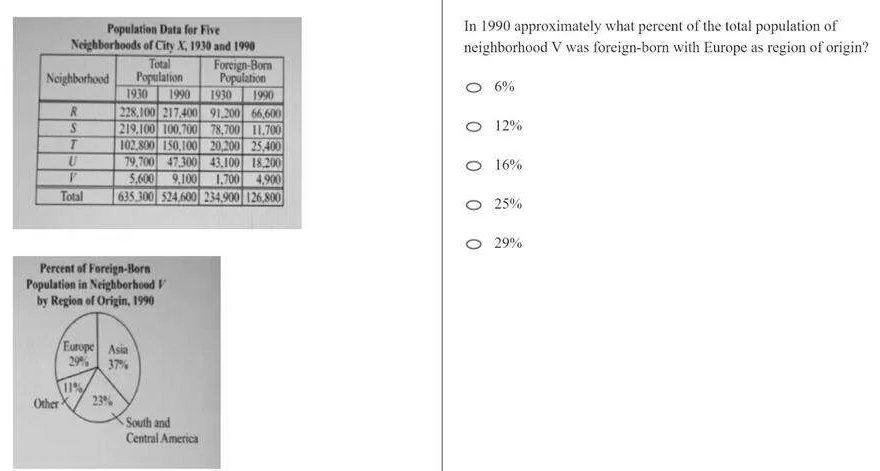 Population Data for Five
Neighborhoods of City X, 1930 and 1990
Neighborhood Total Population Foreign-Born Population
1930 1990 1930 1990
R 228,100 217,400 91,200 66,600
S 219,100 100,700 78,700 11,700
T 102,800 150,100 20,200 25,400
U 79,700 47,300 43,100 18,200
V 5,600 9,100 1,700 4,900
Total 635,300 524,600 234,900 126,800
Percent of Foreign-Born
Population in Neighborhood V
by Region of Origin, 1990
Europe
29%
Asia
37%
11%
Other
23%
South and
Central America
In 1990 approximately what percent of the total population of
neighborhood V was foreign-born with Europe as region of origin?
6%
12%
16%
25%
29%